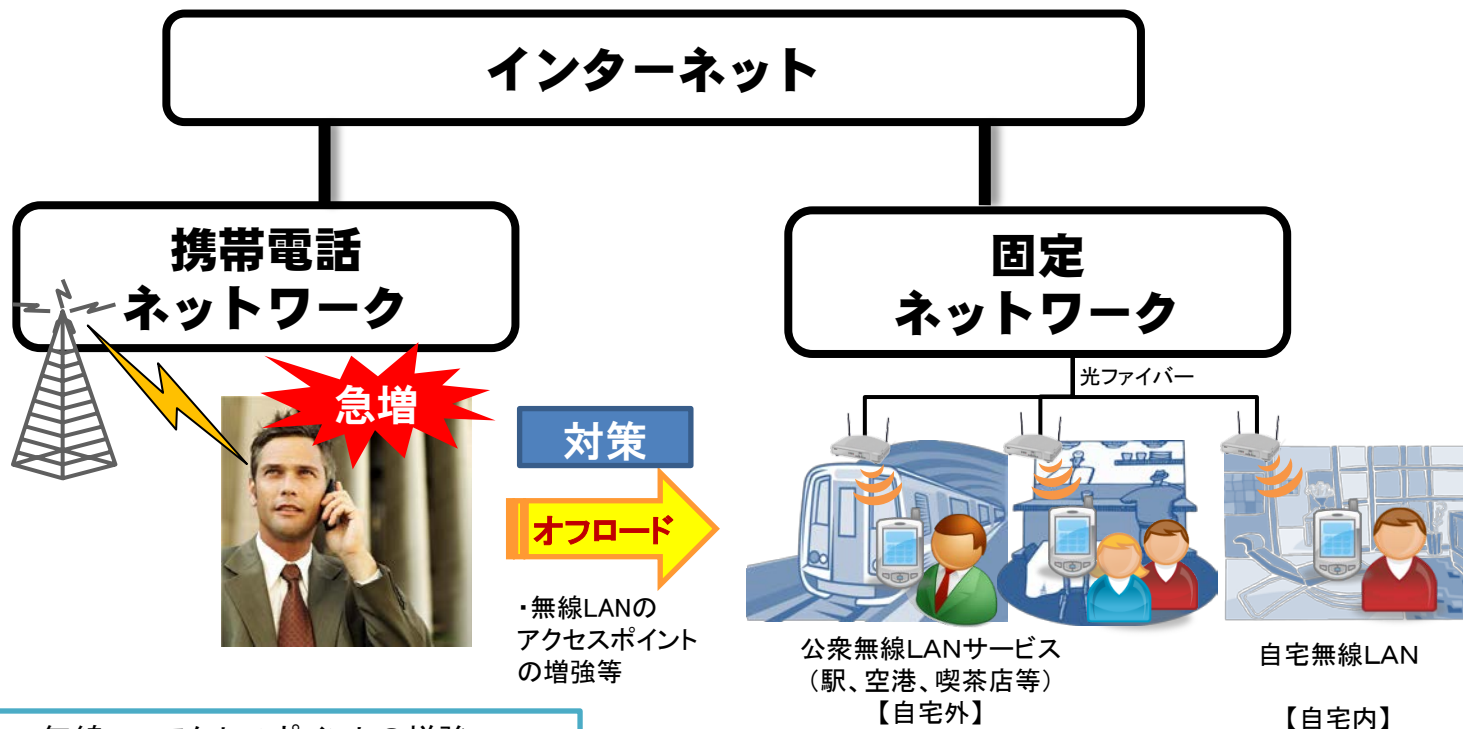 インターネット
携帯電話
ネットワーク
固定
ネットワーク
光ファイバー
急増
対策
オフロード
・無線LANの
アクセスポイント
の増強等
公衆無線LANサービス
（駅、空港、喫茶店等）
【自宅外】
自宅無線LAN
【自宅内】